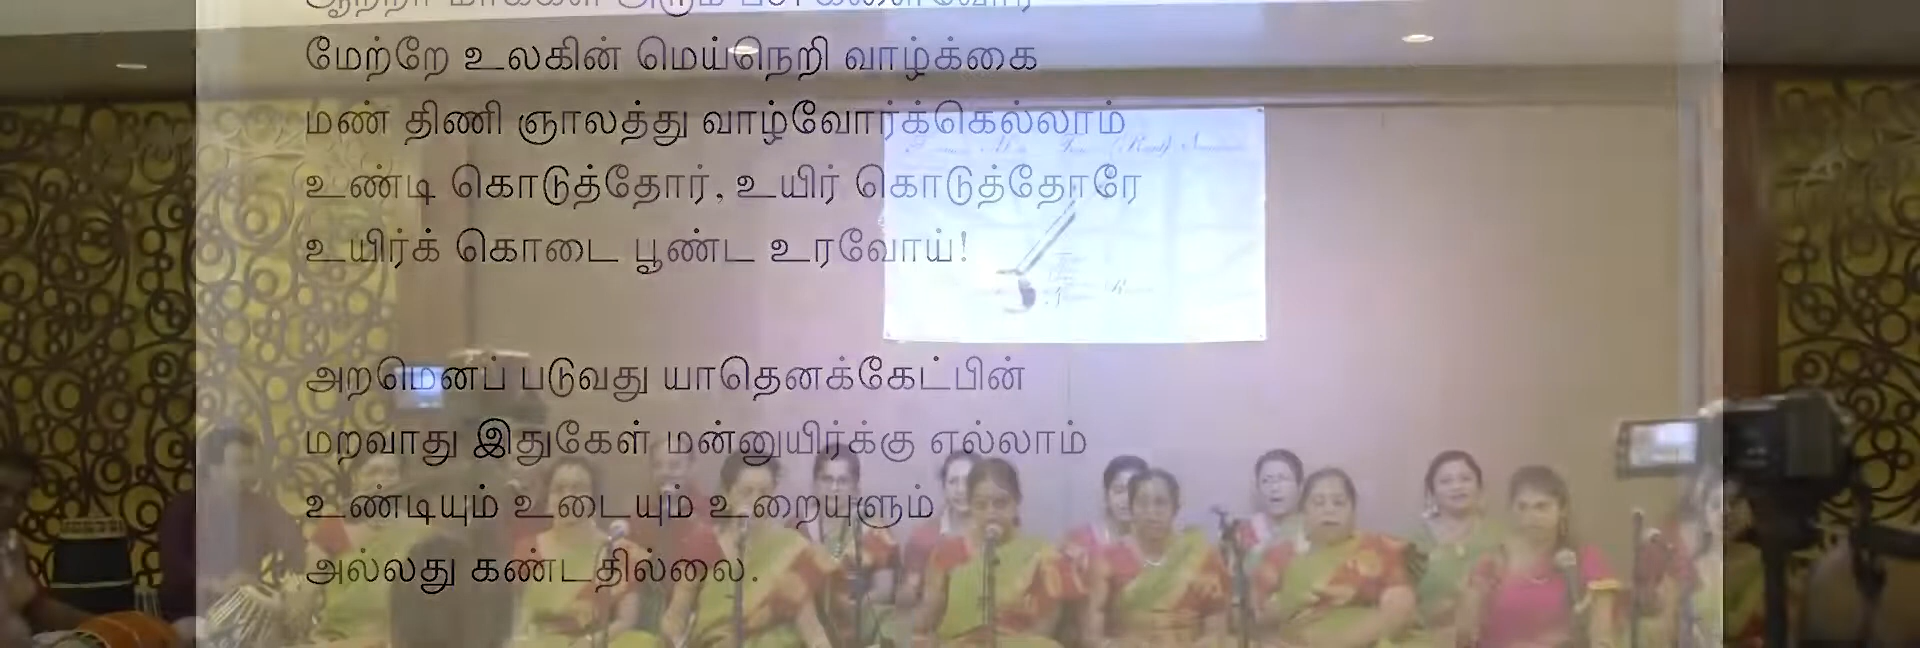 மேற்றே உலகின் மெய்நெறி வாழ்க்கை
மண் திணி ஞாலத்து வாழ்வோர்க்கெல்லாம்
உண்டி கொடுத்தோர், உயிர் கொடுத்தோரே
உயிர்க் கொடை பூண்ட உரவோய்!
அறமெனப் படுவது யாதெனக்கேட்பின்
மறவாது இதுகேள் மன்னுயிர்க்கு எல்லாம்
உண்டியும் உடையும் உறையுளும்
அல்லது கண்டதில்லை.